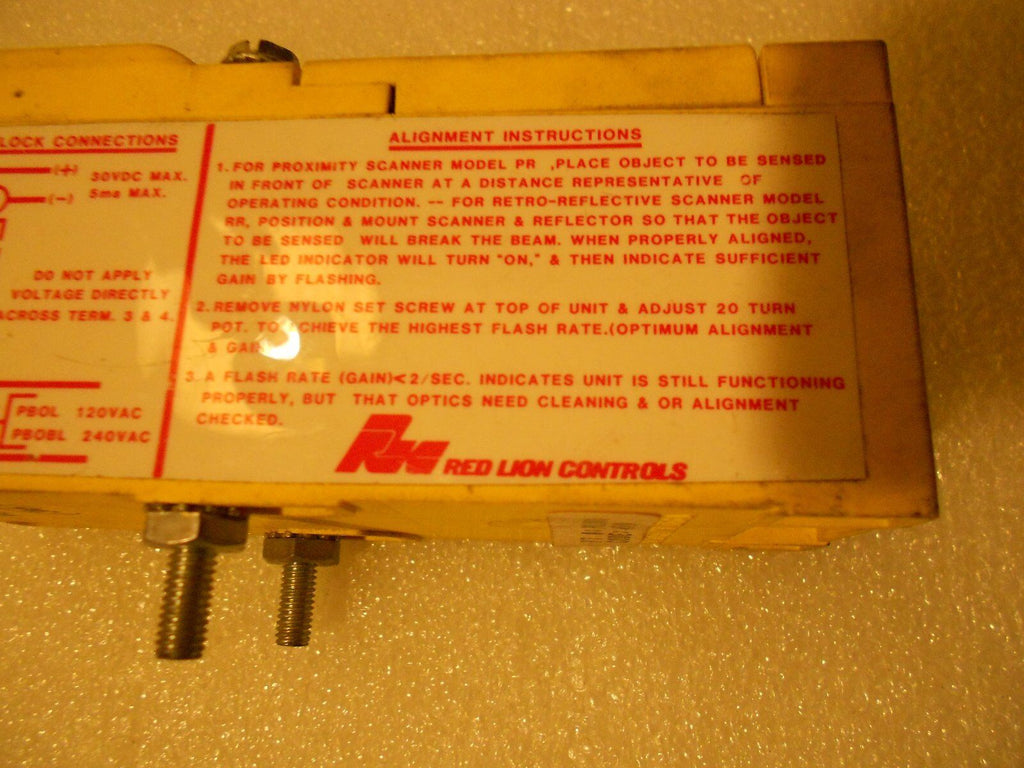 LOCK CONNECTIONS
(+) 30VDC MAX.
(-) 5ma MAX.
DO NOT APPLY
VOLTAGE DIRECTLY
ACROSS TERM. 3 & 4.
PBOL 120VAC
PBOBL 240VAC
ALIGNMENT INSTRUCTIONS
1. FOR PROXIMITY SCANNER MODEL PR ,PLACE OBJECT TO BE SENSED
IN FRONT OF SCANNER AT A DISTANCE REPRESENTATIVE OF
OPERATING CONDITION. -- FOR RETRO-REFLECTIVE SCANNER MODEL
RR, POSITION & MOUNT SCANNER & REFLECTOR SO THAT THE OBJECT
TO BE SENSED WILL BREAK THE BEAM. WHEN PROPERLY ALIGNED,
THE LED INDICATOR WILL TURN "ON," & THEN INDICATE SUFFICIENT
GAIN BY FLASHING.
2. REMOVE NYLON SET SCREW AT TOP OF UNIT & ADJUST 20 TURN
POT. TO CHIEVE THE HIGHEST FLASH RATE.(OPTIMUM ALIGNMENT
& GAI
3. A FLASH RATE (GAIN)<2/SEC. INDICATES UNIT IS STILL FUNCTIONING
PROPERLY, BUT THAT OPTICS NEED CLEANING & OR ALIGNMENT
CHECKED.
RED LION CONTROLS